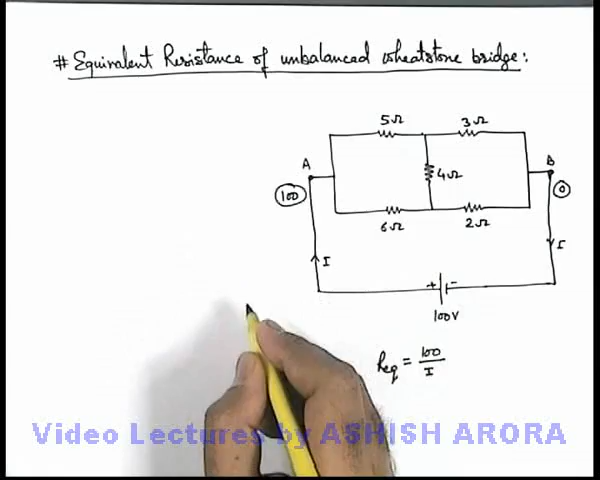 # Equivalent Resistance of unbalanced wheatstone bridge:
5Ω 3Ω
A B
4Ω
100 0
6Ω 2Ω
I I
+ -
100V
Req = 100/I
Video Lectures by ASHISH ARORA